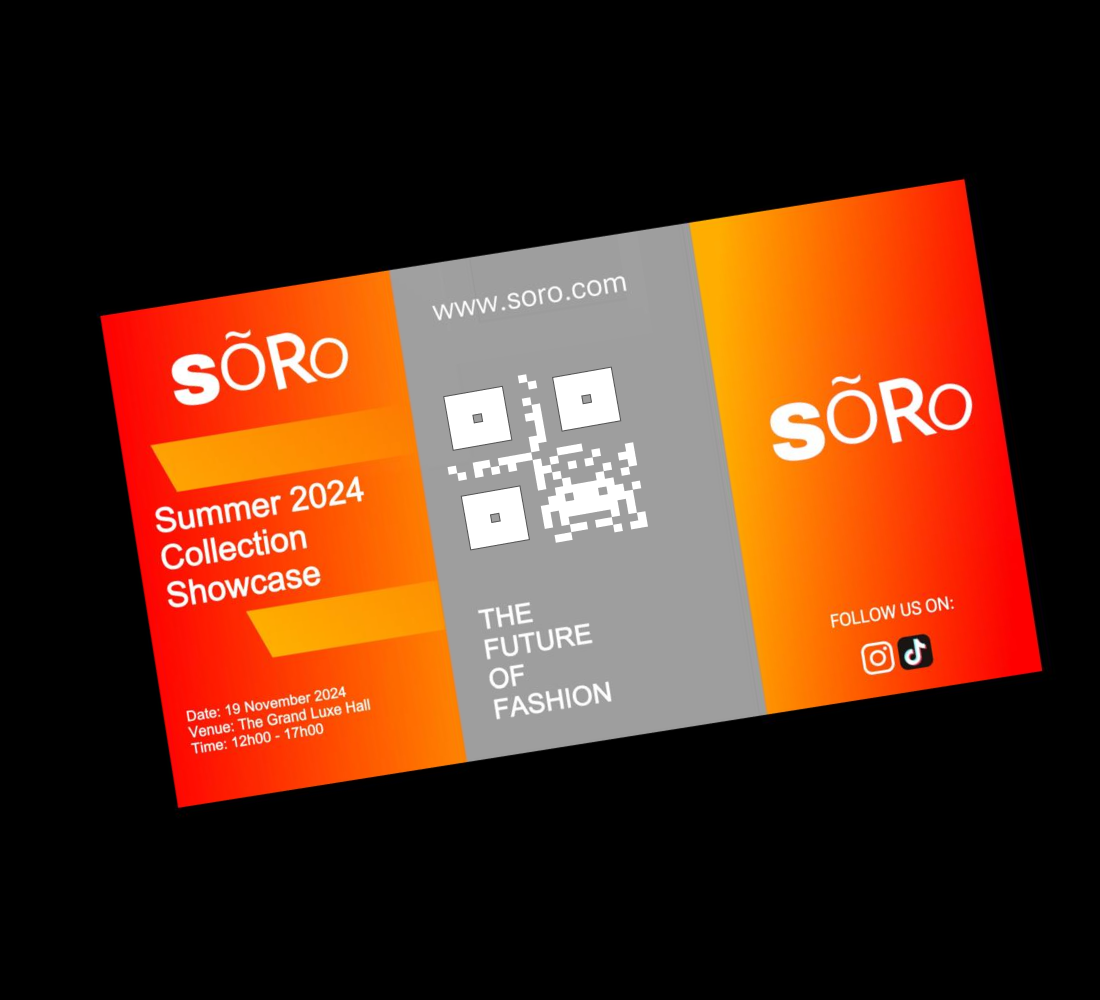 SÕRO
Summer 2024
Collection
Showcase
Date: 19 November 2024
Venue: The Grand Luxe Hall
Time: 12h00 - 17h00
www.soro.com
THE
FUTURE
OF
FASHION
SÕRO
FOLLOW US ON: